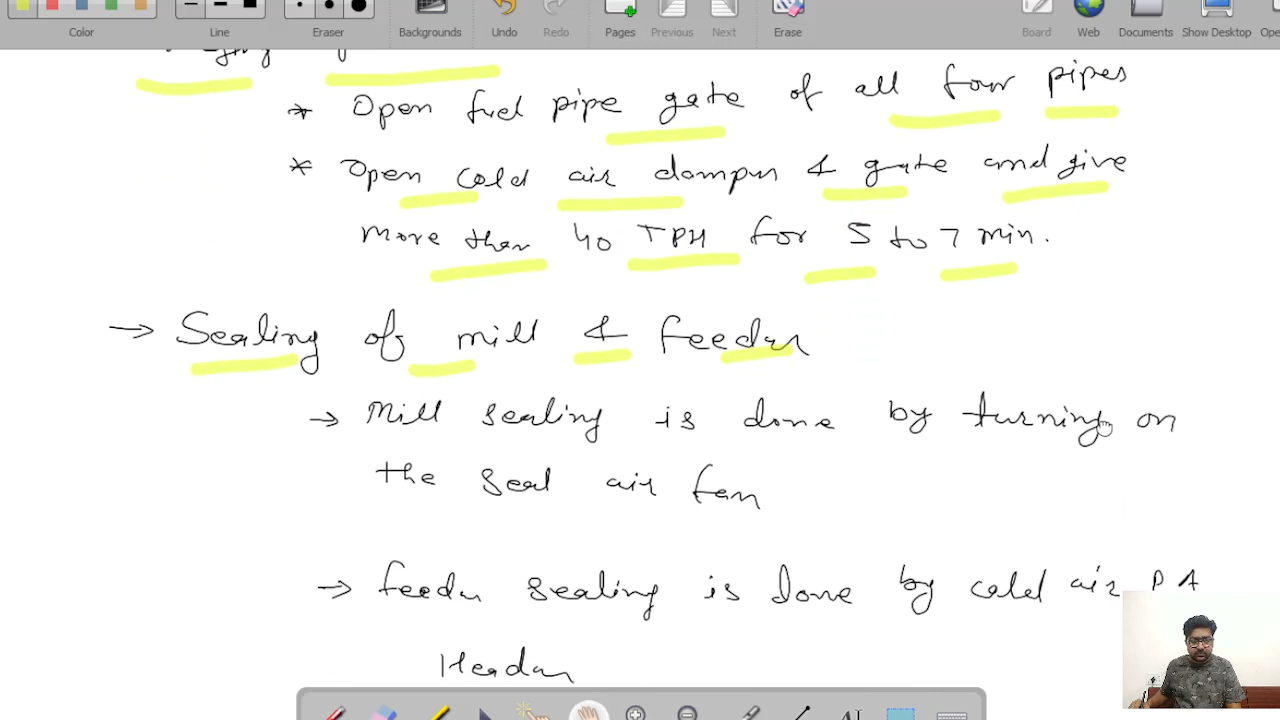 Color Line Eraser Backgrounds Undo Redo Pages Previous Next Erase Board Web Documents Show Desktop
* Open fuel pipe gate of all four pipes
* Open cold air damper & gate and give
more than 40 TPH for 5 to 7 min.
→ Sealing of mill & feeder
→ Mill sealing is done by turning on
the seal air fan
→ feeder sealing is done by cold air PA
Header